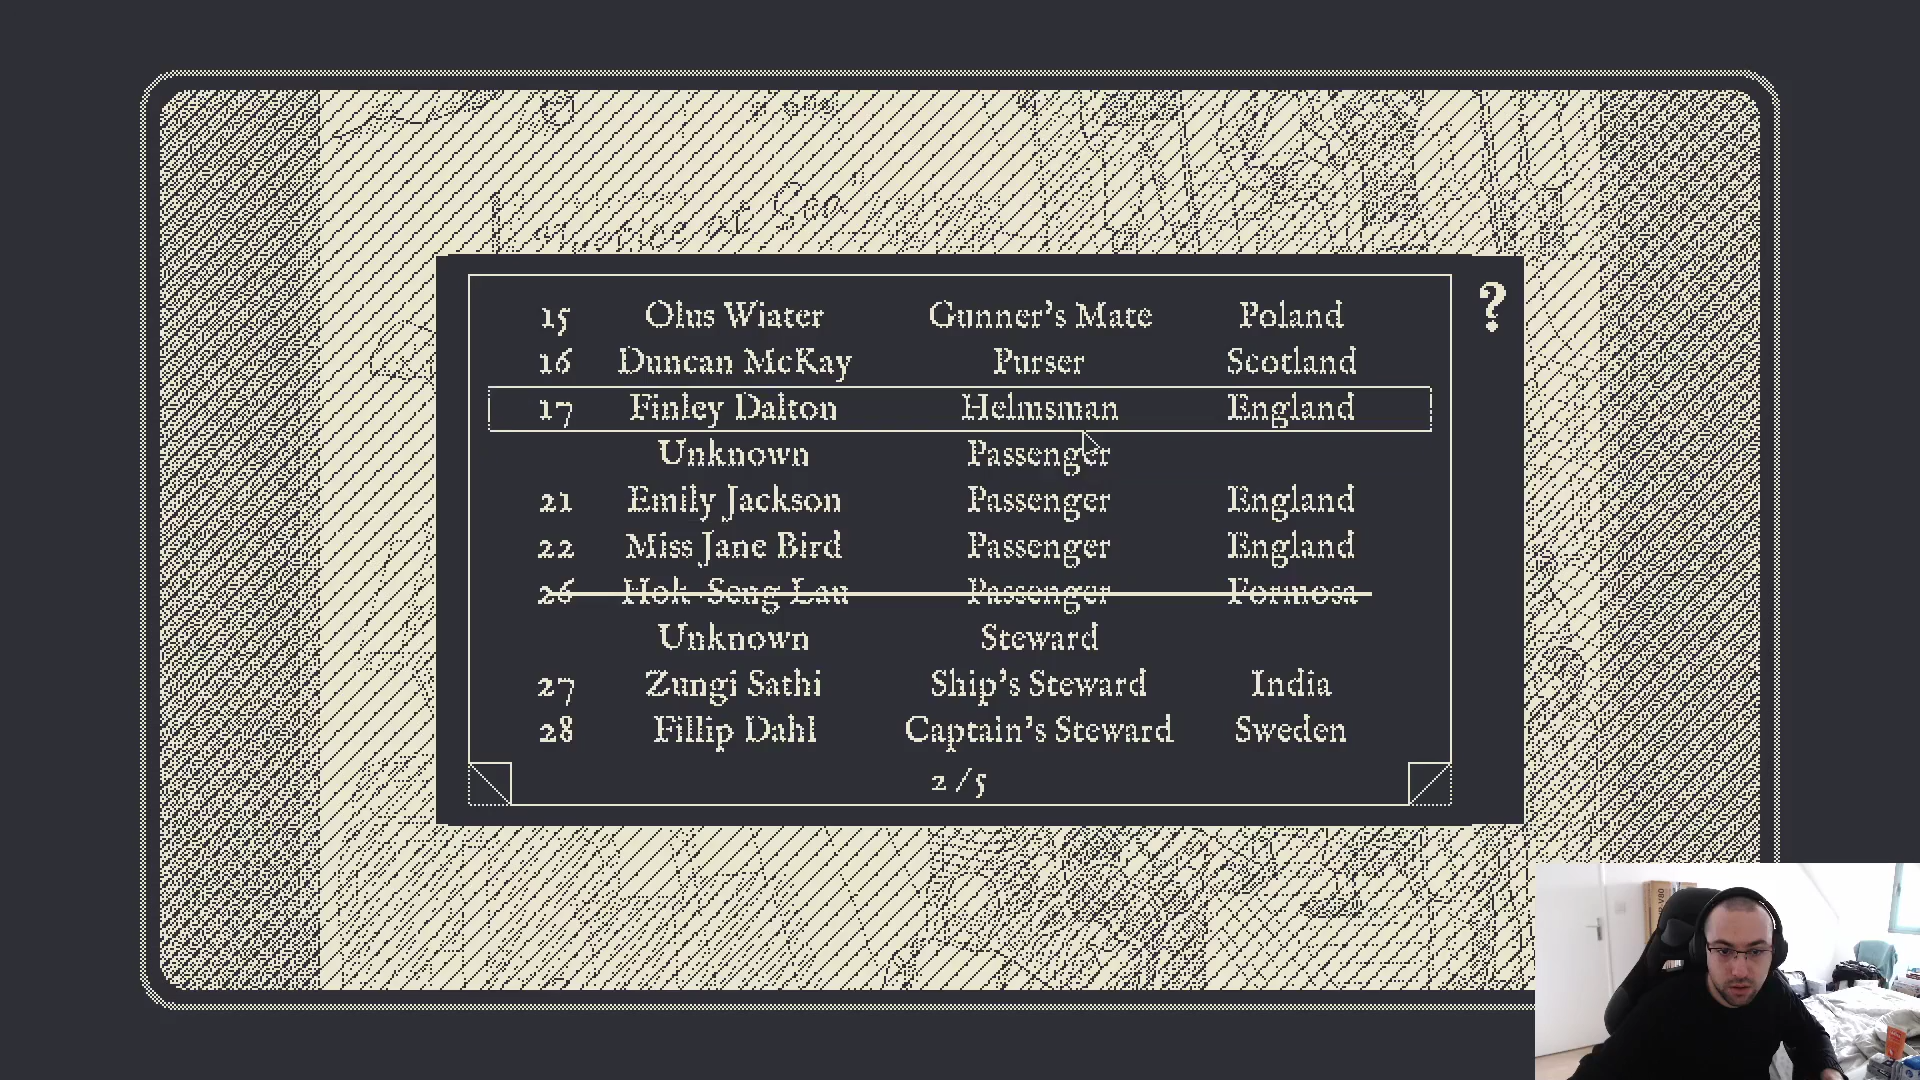 ?
15 Olus Wiater Gunner's Mate Poland
16 Duncan McKay Purser Scotland
17 Finley Dalton Helmsman England
Unknown Passenger
21 Emily Jackson Passenger England
22 Miss Jane Bird Passenger England
26 Hok-Seng Lau Passenger Formosa
Unknown Steward
27 Zungi Sathi Ship's Steward India
28 Fillip Dahl Captain's Steward Sweden
2/5